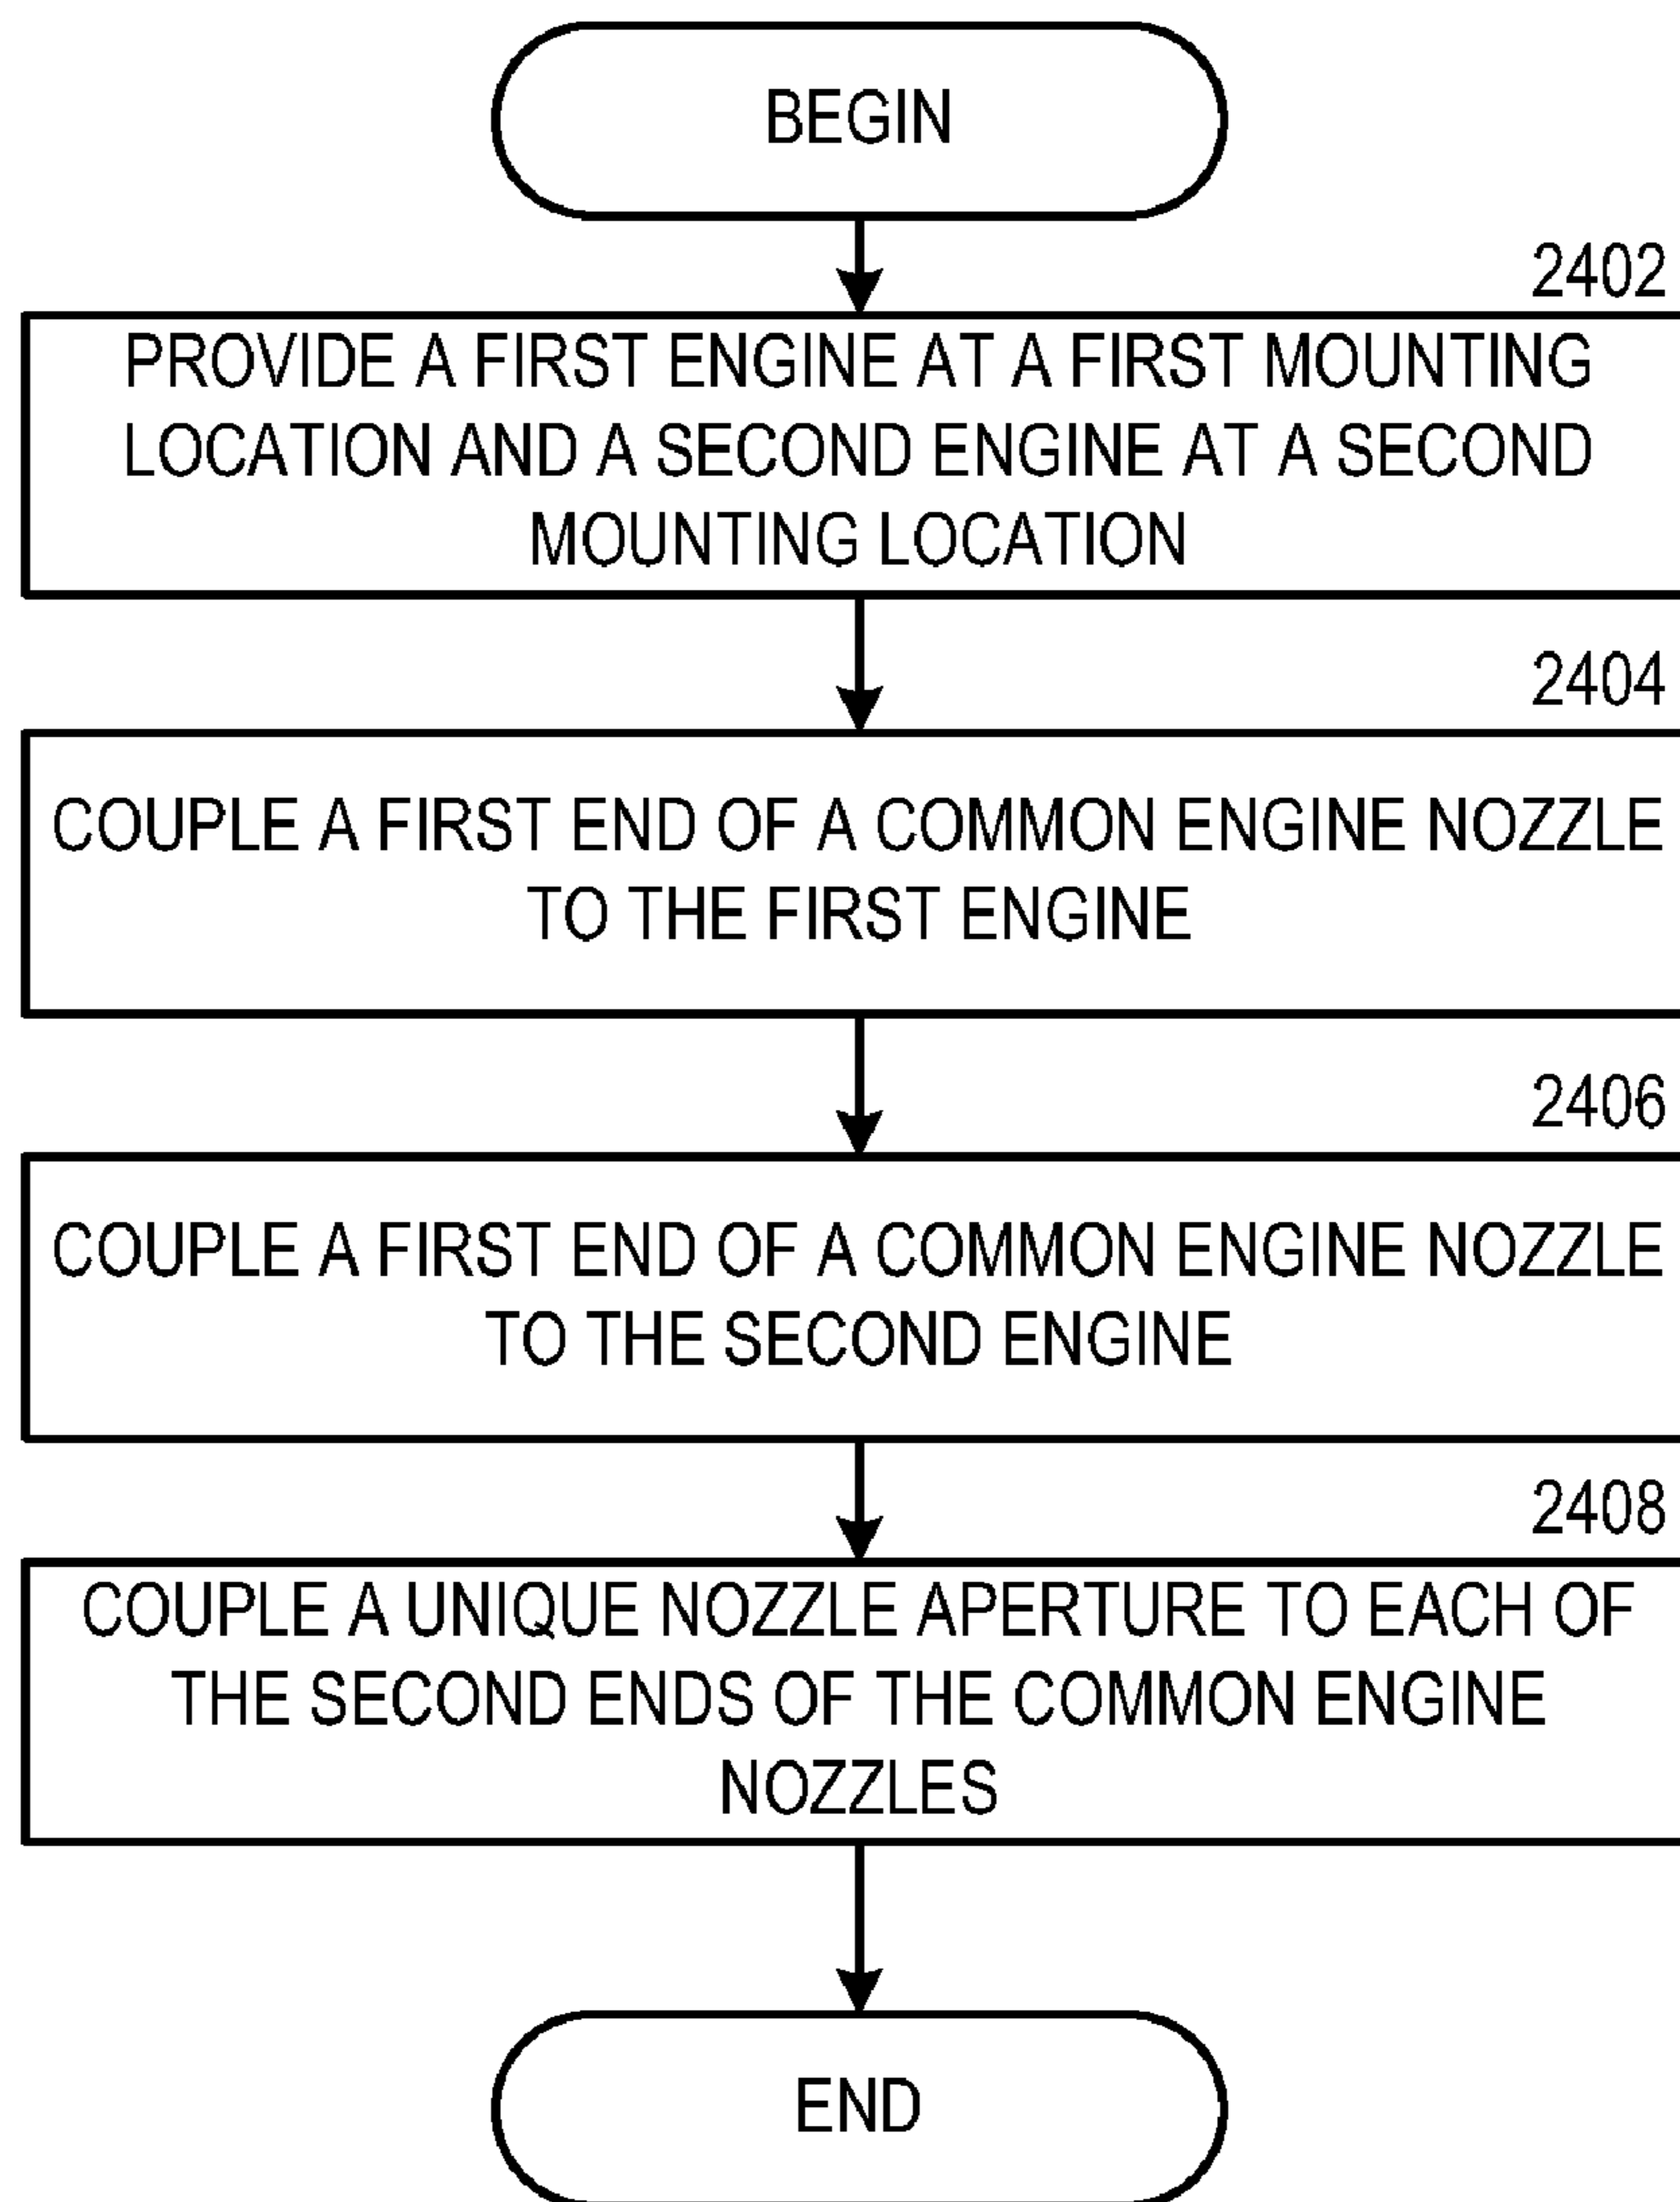 BEGIN
2402
PROVIDE A FIRST ENGINE AT A FIRST MOUNTING
LOCATION AND A SECOND ENGINE AT A SECOND
MOUNTING LOCATION
2404
COUPLE A FIRST END OF A COMMON ENGINE NOZZLE
TO THE FIRST ENGINE
2406
COUPLE A FIRST END OF A COMMON ENGINE NOZZLE
TO THE SECOND ENGINE
2408
COUPLE A UNIQUE NOZZLE APERTURE TO EACH OF
THE SECOND ENDS OF THE COMMON ENGINE
NOZZLES
END